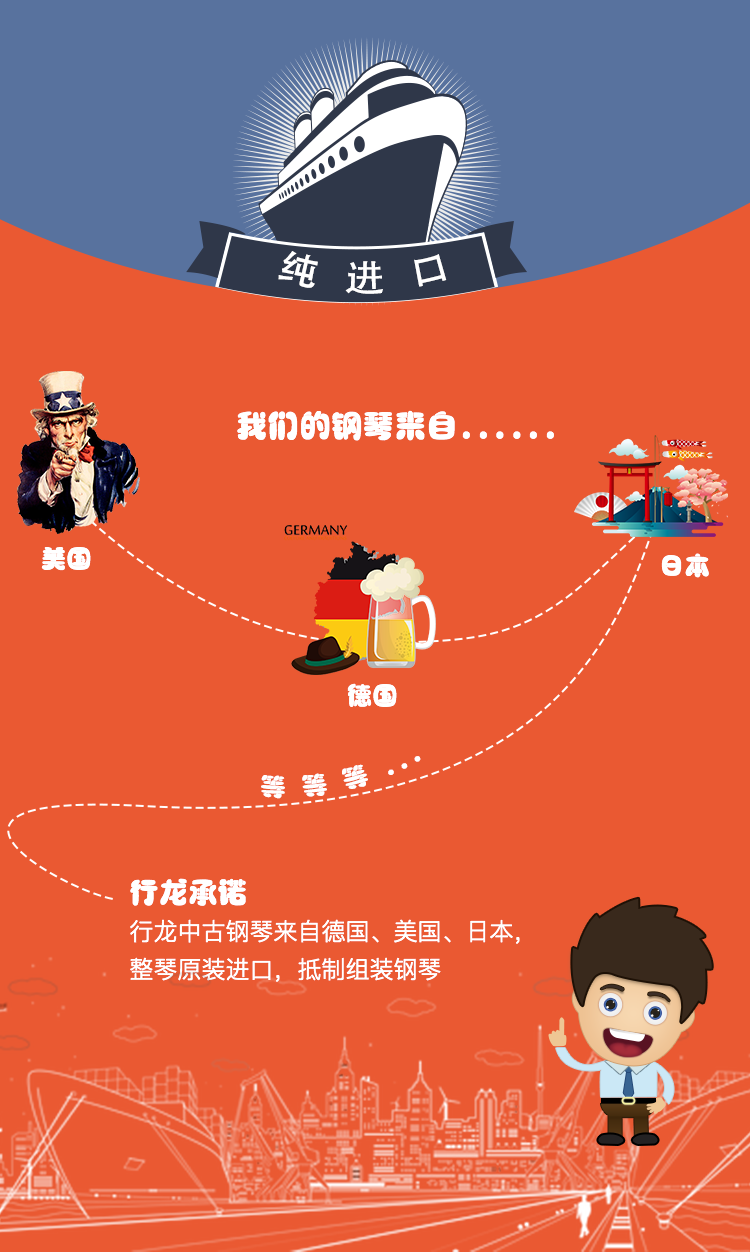 纯进口
我们的钢琴来自......
美国
GERMANY
日本
德国
等等等...
行龙承诺
行龙中古钢琴来自德国、美国、日本,
整琴原装进口，抵制组装钢琴